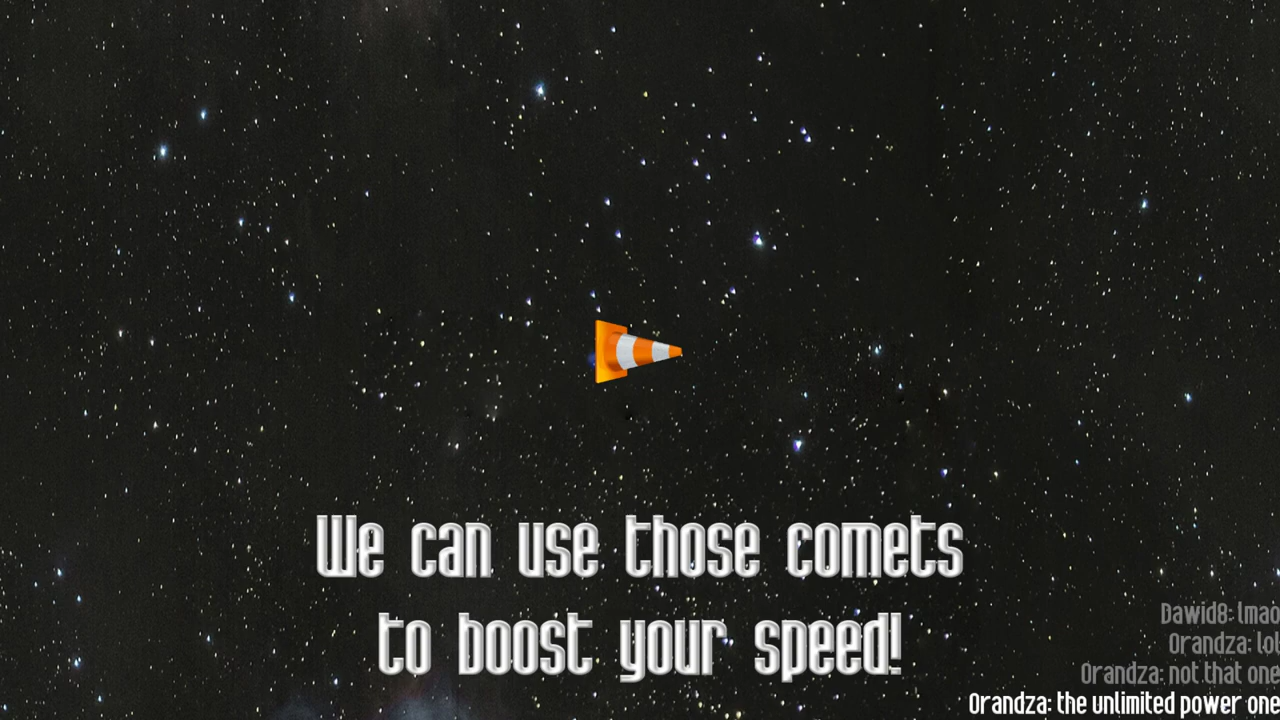 We can use those comets
to boost your speed!
Dawid8: lmao
Orandza: lol
Orandza: not that one
Orandza: the unlimited power one